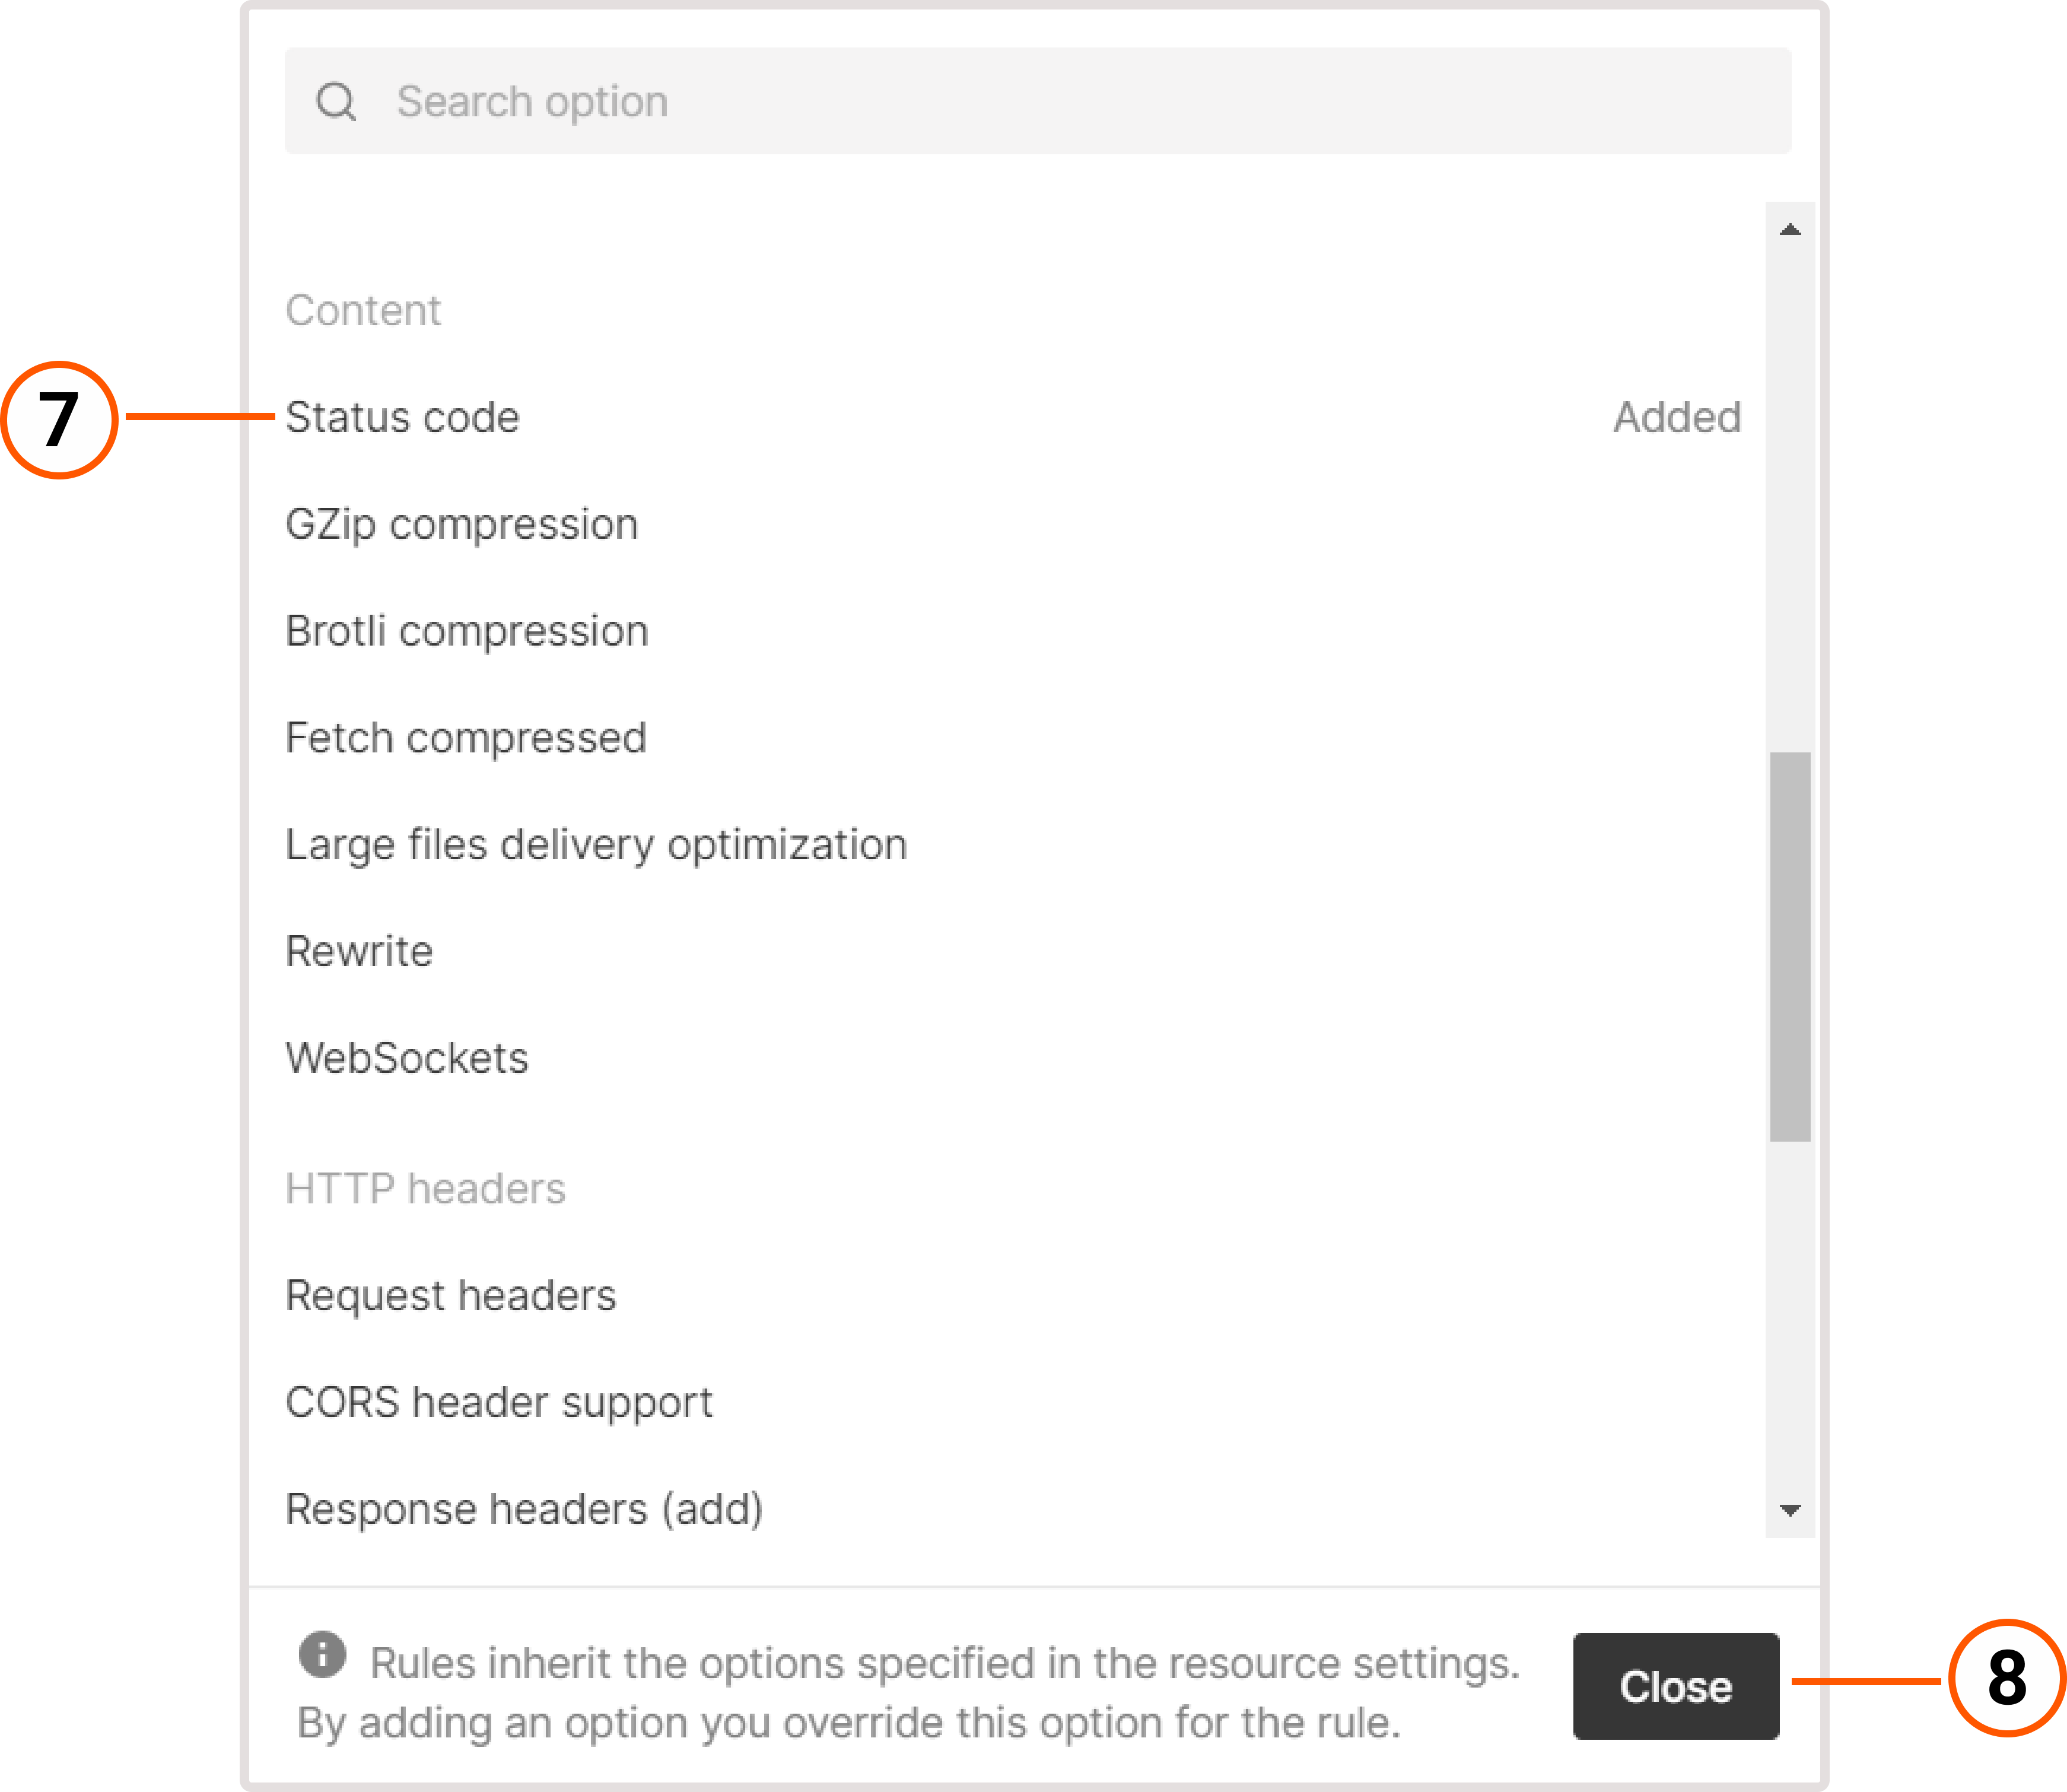 Search option
Content
7
Status code Added
GZip compression
Brotli compression
Fetch compressed
Large files delivery optimization
Rewrite
WebSockets
HTTP headers
Request headers
CORS header support
Response headers (add)
Rules inherit the options specified in the resource settings.
By adding an option you override this option for the rule.
Close
8